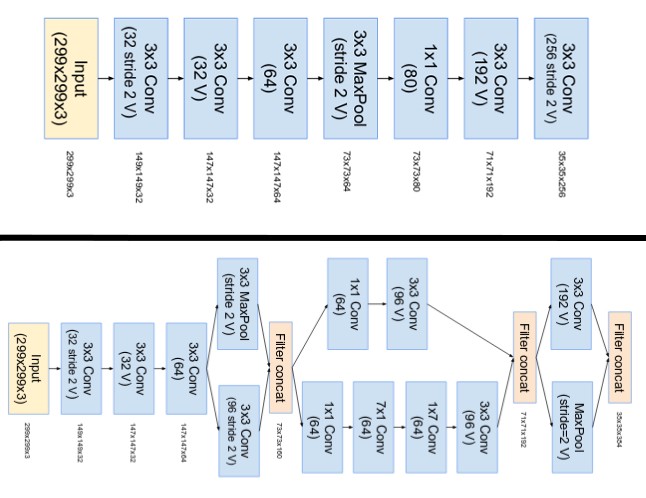 Input
(299x299x3)
3x3 Conv
(32 stride 2 V)
3x3 Conv
(32 V)
3x3 Conv
(64)
3x3 MaxPool
(stride 2 V)
1x1 Conv
(80)
3x3 Conv
(192 V)
3x3 Conv
(256 stride 2 V)
299x299x3
149x149x32
147x147x32
147x147x64
73x73x64
73x73x80
71x71x192
35x35x256
Input
(299x299x3)
299x299x3
3x3 Conv
(32 stride 2 V)
149x149x32
3x3 Conv
(32 V)
147x147x32
3x3 Conv
(64)
147x147x64
3x3 MaxPool
(stride 2 V)
3x3 Conv
(96 stride 2 V)
Filter concat
73x73x160
1x1 Conv
(64)
3x3 Conv
(96 V)
1x1 Conv
(64)
7x1 Conv
(64)
1x7 Conv
(64)
3x3 Conv
(96 V)
Filter concat
71x71x192
3x3 Conv
(192 V)
MaxPool
(stride=2 V)
Filter concat
35x35x384